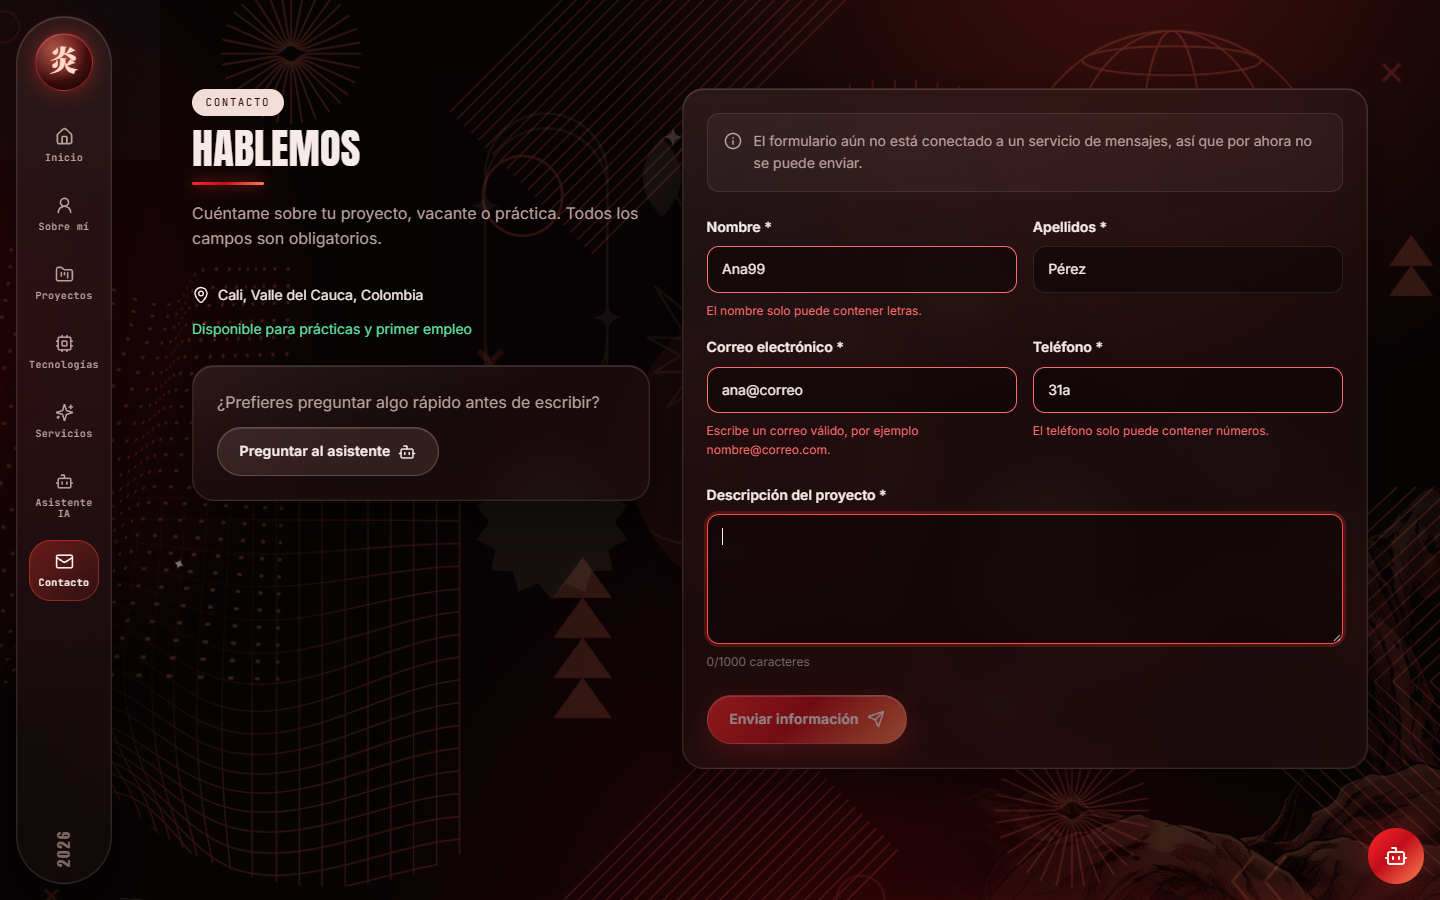 炎
Inicio
Sobre mí
Proyectos
Tecnologías
Servicios
Asistente
IA
Contacto
2026
CONTACTO
HABLEMOS
Cuéntame sobre tu proyecto, vacante o práctica. Todos los
campos son obligatorios.
Cali, Valle del Cauca, Colombia
Disponible para prácticas y primer empleo
¿Prefieres preguntar algo rápido antes de escribir?
Preguntar al asistente
El formulario aún no está conectado a un servicio de mensajes, así que por ahora no
se puede enviar.
Nombre *
Apellidos *
Ana99
Pérez
El nombre solo puede contener letras.
Correo electrónico *
Teléfono *
ana@correo
31a
Escribe un correo válido, por ejemplo
nombre@correo.com.
El teléfono solo puede contener números.
Descripción del proyecto *
0/1000 caracteres
Enviar información